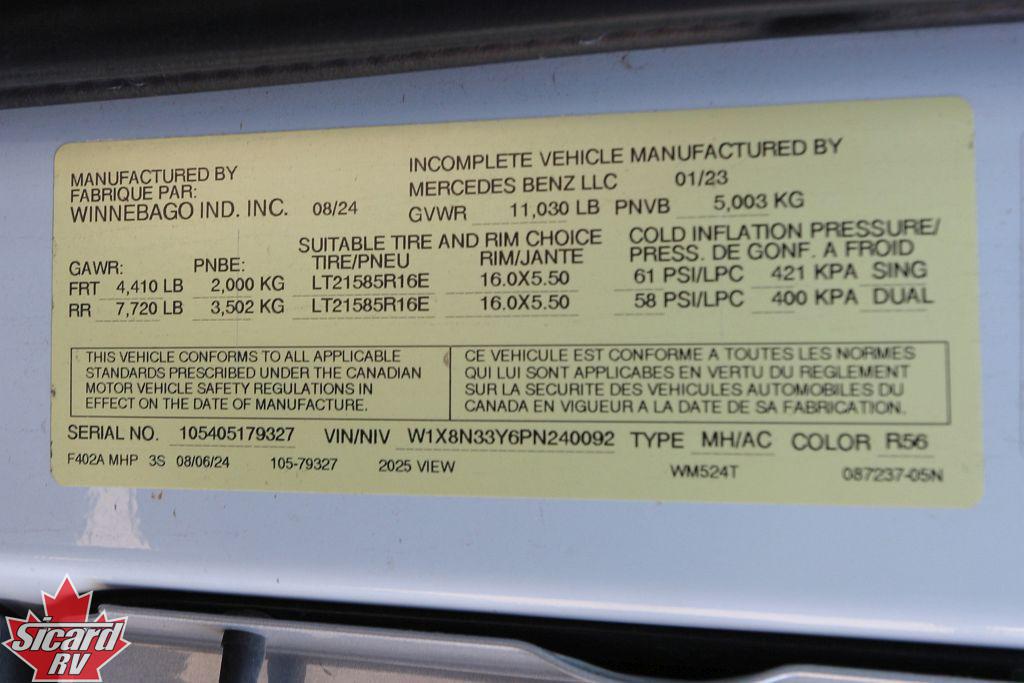 MANUFACTURED BY
FABRIQUE PAR:
WINNEBAGO IND. INC. 08/24
INCOMPLETE VEHICLE MANUFACTURED BY
MERCEDES BENZ LLC 01/23
GVWR 11,030 LB PNVB 5,003 KG
SUITABLE TIRE AND RIM CHOICE
COLD INFLATION PRESSURE/
GAWR: PNBE: TIRE/PNEU RIM/JANTE PRESS. DE GONF. A FROID
FRT 4,410 LB 2,000 KG LT21585R16E 16.0X5.50 61 PSI/LPC 421 KPA SING
RR 7,720 LB 3,502 KG LT21585R16E 16.0X5.50 58 PSI/LPC 400 KPA DUAL
THIS VEHICLE CONFORMS TO ALL APPLICABLE
STANDARDS PRESCRIBED UNDER THE CANADIAN
MOTOR VEHICLE SAFETY REGULATIONS IN
EFFECT ON THE DATE OF MANUFACTURE.
CE VEHICULE EST CONFORME A TOUTES LES NORMES
QUI LUI SONT APPLICABES EN VERTU DU REGLEMENT
SUR LA SECURITE DES VEHICULES AUTOMOBILES DU
CANADA EN VIGUEUR A LA DATE DE SA FABRICATION.
SERIAL NO. 105405179327 VIN/NIV W1X8N33Y6PN240092 TYPE MH/AC COLOR R56
F402A MHP 3S 08/06/24 105-79327 2025 VIEW WM524T 087237-05N
Sicard
RV